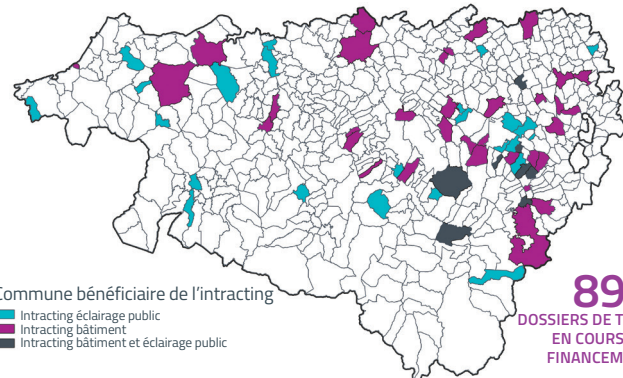 Commune bénéficiaire de l'intracting
Intracting éclairage public
Intracting bâtiment
Intracting bâtiment et éclairage public
89
DOSSIERS DE T
EN COURS
FINANCEM